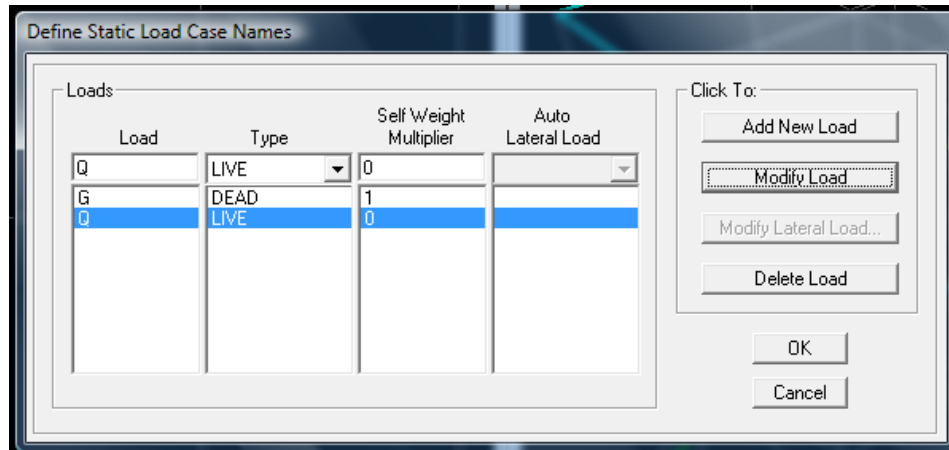 Define Static Load Case Names
Loads
Click To:
Load Type Self Weight Multiplier Auto Lateral Load
Q LIVE 0
G DEAD 1
Q LIVE 0
Add New Load
Modify Load
Modify Lateral Load...
Delete Load
OK
Cancel